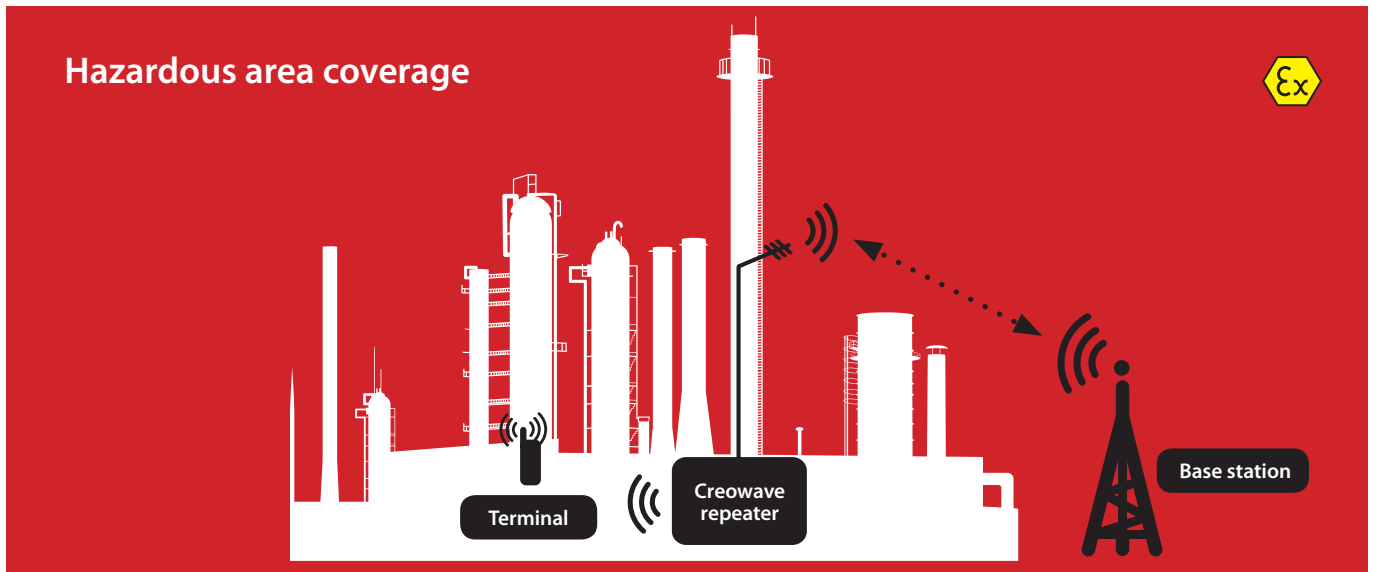 Hazardous area coverage
Ex
Terminal
Creowave
repeater
Base station